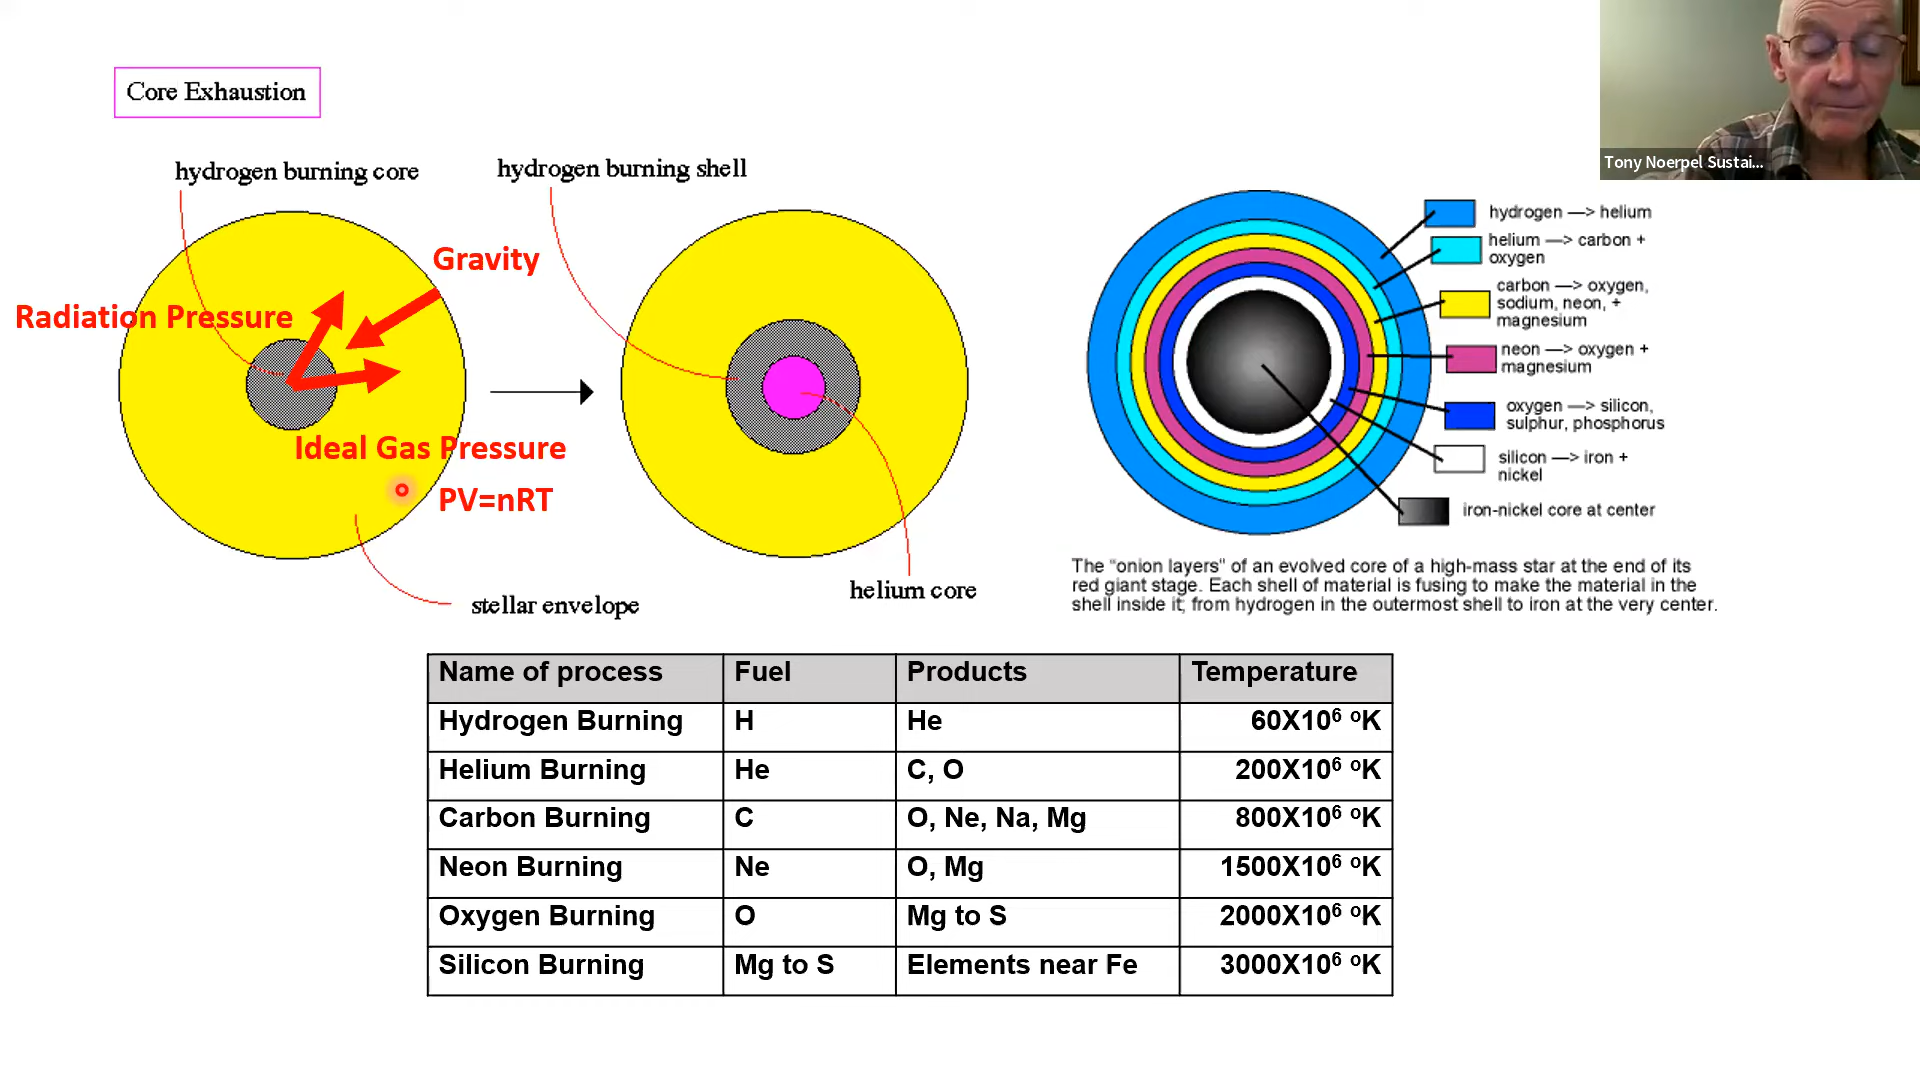 Core Exhaustion
hydrogen burning core
hydrogen burning shell
Gravity
Radiation Pressure
Ideal Gas Pressure
PV=nRT
stellar envelope
helium core
Tony Noerpel Sustai...
hydrogen —> helium
helium —> carbon +
oxygen
carbon —> oxygen,
sodium, neon, +
magnesium
neon —> oxygen +
magnesium
oxygen —> silicon,
sulphur, phosphorus
silicon —> iron +
nickel
iron-nickel core at center
The "onion layers" of an evolved core of a high-mass star at the end of its
red giant stage. Each shell of material is fusing to make the material in the
shell inside it; from hydrogen in the outermost shell to iron at the very center.
Name of process Fuel Products Temperature
Hydrogen Burning H He 60X10⁶ ᵒK
Helium Burning He C, O 200X10⁶ ᵒK
Carbon Burning C O, Ne, Na, Mg 800X10⁶ ᵒK
Neon Burning Ne O, Mg 1500X10⁶ ᵒK
Oxygen Burning O Mg to S 2000X10⁶ ᵒK
Silicon Burning Mg to S Elements near Fe 3000X10⁶ ᵒK